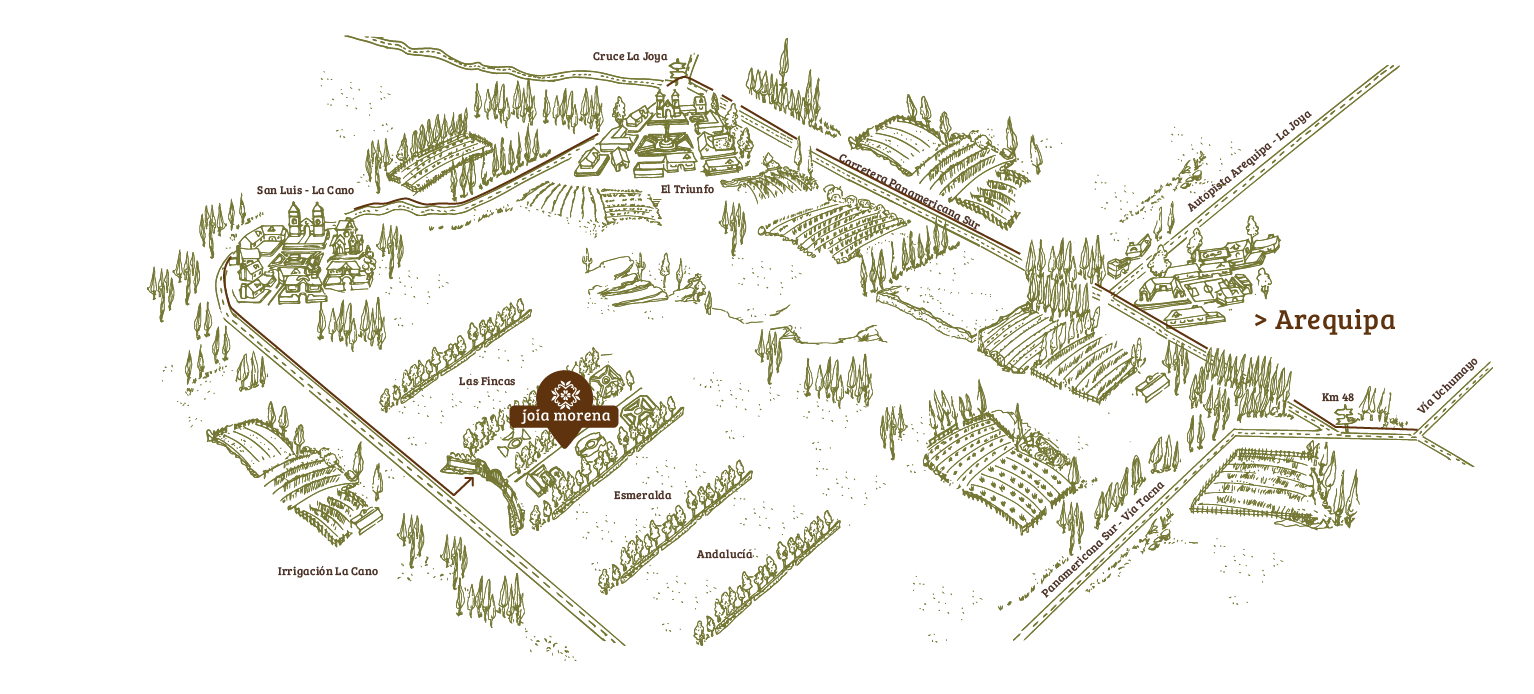 Cruce La Joya
San Luis - La Cano
El Triunfo
Carretera Panamericana Sur
Autopista Arequipa - La Joya
> Arequipa
Las Fincas
joia morena
Km 48
Vía Uchumayo
Esmeralda
Andalucía
Panamericana Sur - Vía Tacna
Irrigación La Cano